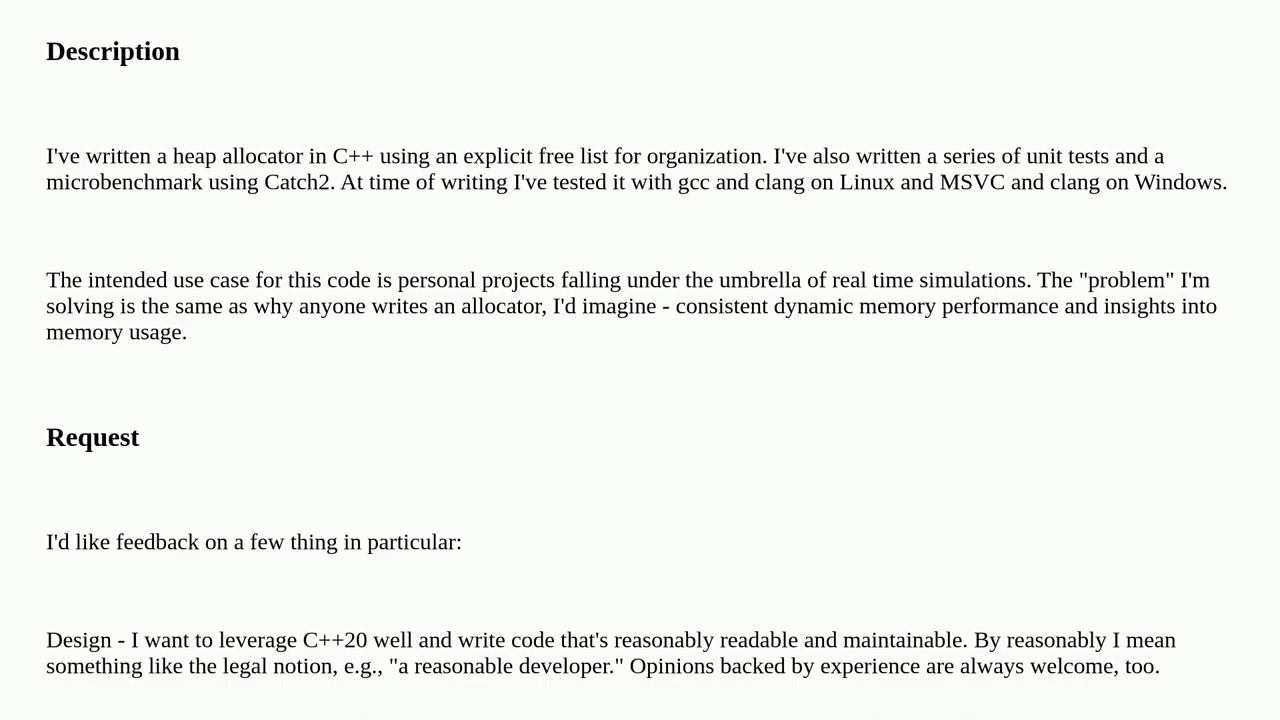 Description
I've written a heap allocator in C++ using an explicit free list for organization. I've also written a series of unit tests and a
microbenchmark using Catch2. At time of writing I've tested it with gcc and clang on Linux and MSVC and clang on Windows.
The intended use case for this code is personal projects falling under the umbrella of real time simulations. The "problem" I'm
solving is the same as why anyone writes an allocator, I'd imagine - consistent dynamic memory performance and insights into
memory usage.
Request
I'd like feedback on a few thing in particular:
Design - I want to leverage C++20 well and write code that's reasonably readable and maintainable. By reasonably I mean
something like the legal notion, e.g., "a reasonable developer." Opinions backed by experience are always welcome, too.